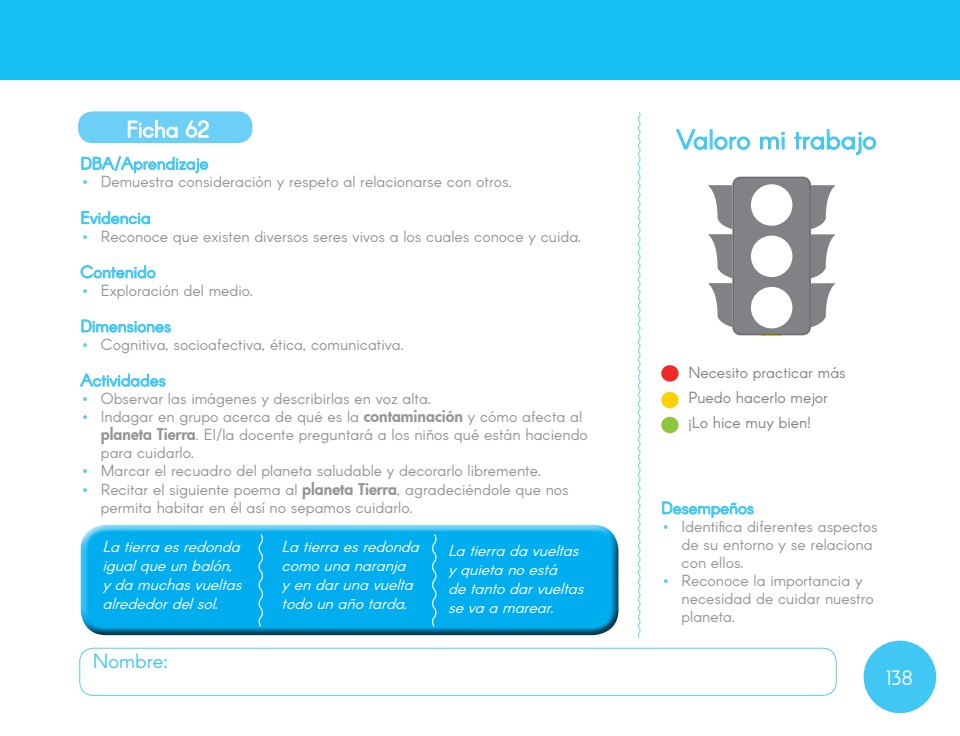 Ficha 62
DBA/Aprendizaje
• Demuestra consideración y respeto al relacionarse con otros.
Evidencia
• Reconoce que existen diversos seres vivos a los cuales conoce y cuida.
Contenido
• Exploración del medio.
Dimensiones
• Cognitiva, socioafectiva, ética, comunicativa.
Actividades
• Observar las imágenes y describirlas en voz alta.
• Indagar en grupo acerca de qué es la contaminación y cómo afecta al
planeta Tierra. El/la docente preguntará a los niños qué están haciendo
para cuidarlo.
• Marcar el recuadro del planeta saludable y decorarlo libremente.
• Recitar el siguiente poema al planeta Tierra, agradeciéndole que nos
permita habitar en él así no sepamos cuidarlo.
La tierra es redonda
igual que un balón,
y da muchas vueltas
alrededor del sol.
La tierra es redonda
como una naranja
y en dar una vuelta
todo un año tarda.
La tierra da vueltas
y quieta no está
de tanto dar vueltas
se va a marear.
Valoro mi trabajo
Necesito practicar más
Puedo hacerlo mejor
¡Lo hice muy bien!
Desempeños
• Identifica diferentes aspectos
de su entorno y se relaciona
con ellos.
• Reconoce la importancia y
necesidad de cuidar nuestro
planeta.
Nombre:
138